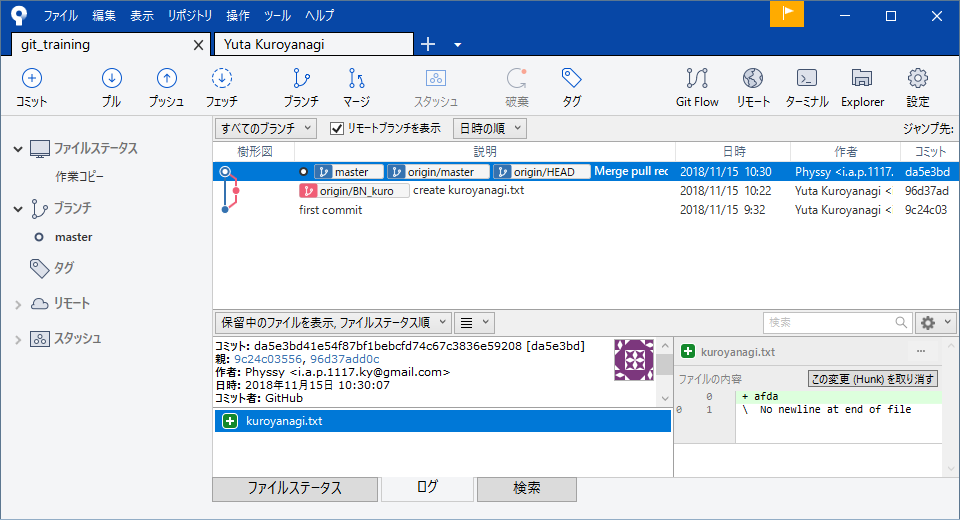 ファイル 編集 表示 リポジトリ 操作 ツール ヘルプ
git_training Yuta Kuroyanagi
コミット プル プッシュ フェッチ ブランチ マージ スタッシュ 破棄 タグ Git Flow リモート ターミナル Explorer 設定
ファイルステータス
作業コピー
ブランチ
master
タグ
リモート
スタッシュ
すべてのブランチ リモートブランチを表示 日時の順 ジャンプ先:
樹形図 説明 日時 作者 コミット
master origin/master origin/HEAD Merge pull rec 2018/11/15 10:30 Physsy <i.a.p.1117. da5e3bd
origin/BN_kuro create kuroyanagi.txt 2018/11/15 10:22 Yuta Kuroyanagi < 96d37ad
first commit 2018/11/15 9:32 Yuta Kuroyanagi < 9c24c03
保留中のファイルを表示, ファイルステータス順 検索
コミット: da5e3bd41e54f87bf1bebcfd74c67c3836e59208 [da5e3bd]
親: 9c24c03556, 96d37add0c
作者: Physsy <i.a.p.1117.ky@gmail.com>
日時: 2018年11月15日 10:30:07
コミット者: GitHub
kuroyanagi.txt
kuroyanagi.txt ...
ファイルの内容 この変更 (Hunk) を取り消す
0 + afda
0 1 \ No newline at end of file
ファイルステータス ログ 検索